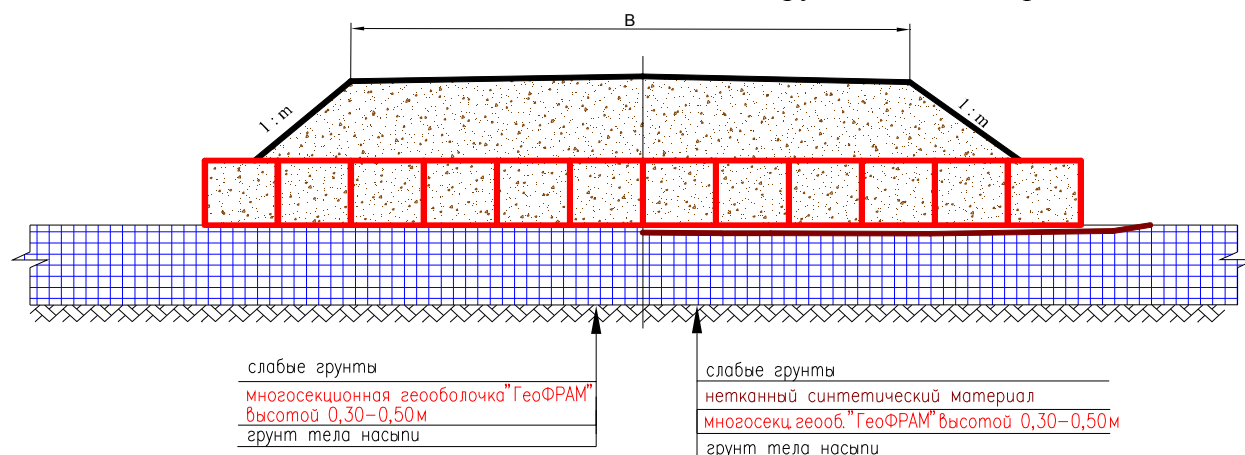 В
1:m
1:m
слабые грунты
многосекционная геооболочка"ГеоФРАМ"
высотой 0,30-0,50м
грунт тела насыпи
слабые грунты
нетканный синтетический материал
многосекц.геооб."ГеоФРАМ"высотой 0,30-0,50м
грунт тела насыпи